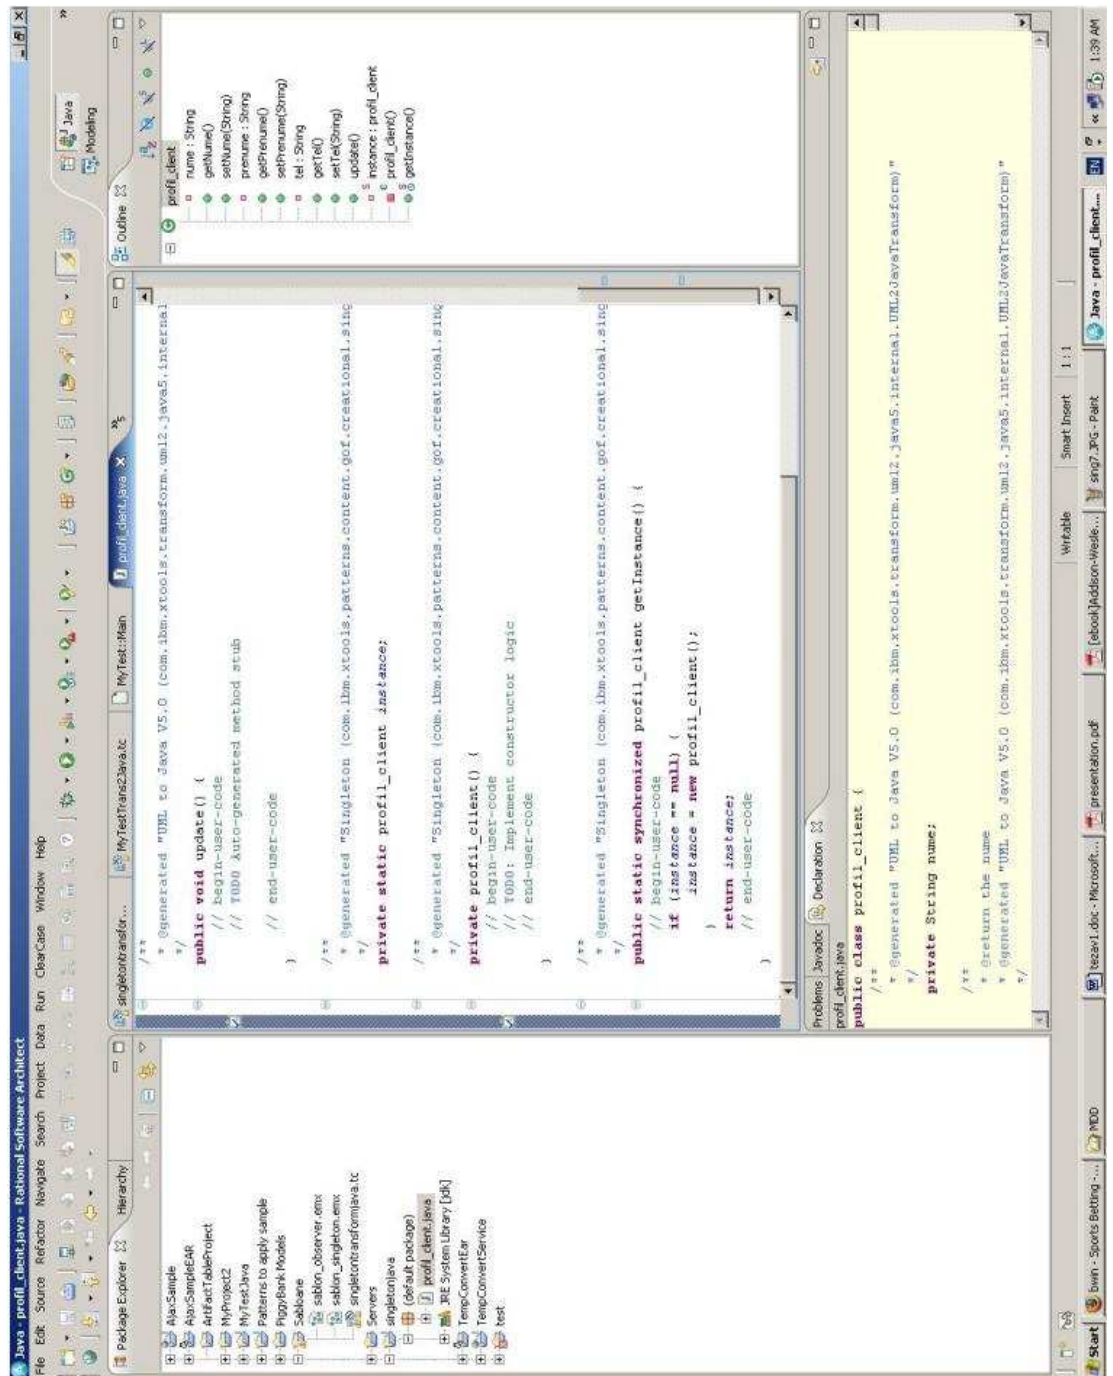 Java - profil_client.java - Rational Software Architect
File Edit Source Refactor Navigate Search Project Data Run ClearCase Window Help
Java
Modeling
Package Explorer Hierarchy
AjaxSample
AjaxSampleEAR
ArtifactTableProject
MyProject2
MyTestJava
Patterns to apply sample
PiggyBank Models
Sabloane
sablon_observer.emx
sablon_singleton.emx
singletontransformjava.tc
Servers
singletonjava
(default package)
profil_client.java
JRE System Library [jdk]
TempConvertEar
TempConvertService
test
singletontransfor... MyTestTrans2Java.tc MyTest::Main profil_client.java »5
/**
* @generated "UML to Java V5.0 (com.ibm.xtools.transform.uml2.java5.internal
*/
public void update() {
// begin-user-code
// TODO Auto-generated method stub
// end-user-code
}
/**
* @generated "Singleton (com.ibm.xtools.patterns.content.gof.creational.sing
*/
private static profil_client instance;
/**
* @generated "Singleton (com.ibm.xtools.patterns.content.gof.creational.sing
*/
private profil_client() {
// begin-user-code
// TODO: Implement constructor logic
// end-user-code
}
/**
* @generated "Singleton (com.ibm.xtools.patterns.content.gof.creational.sing
*/
public static synchronized profil_client getInstance() {
// begin-user-code
if (instance == null) {
instance = new profil_client();
}
return instance;
// end-user-code
}
Outline
profil_client
nume : String
getNume()
setNume(String)
prenume : String
getPrenume()
setPrenume(String)
tel : String
getTel()
setTel(String)
update()
instance : profil_client
profil_client()
getInstance()
Problems Javadoc Declaration
profil_client.java
public class profil_client {
/**
* @generated "UML to Java V5.0 (com.ibm.xtools.transform.uml2.java5.internal.UML2JavaTransform)"
*/
private String nume;
/**
* @return the nume
* @generated "UML to Java V5.0 (com.ibm.xtools.transform.uml2.java5.internal.UML2JavaTransform)"
*/
Writable Smart Insert 1 : 1
Start bwin - Sports Betting -... MDD tezav1.doc - Microsoft... presentation.pdf [ebook]Addison-Wesle... sing7.JPG - Paint Java - profil_client.... EN 1:39 AM